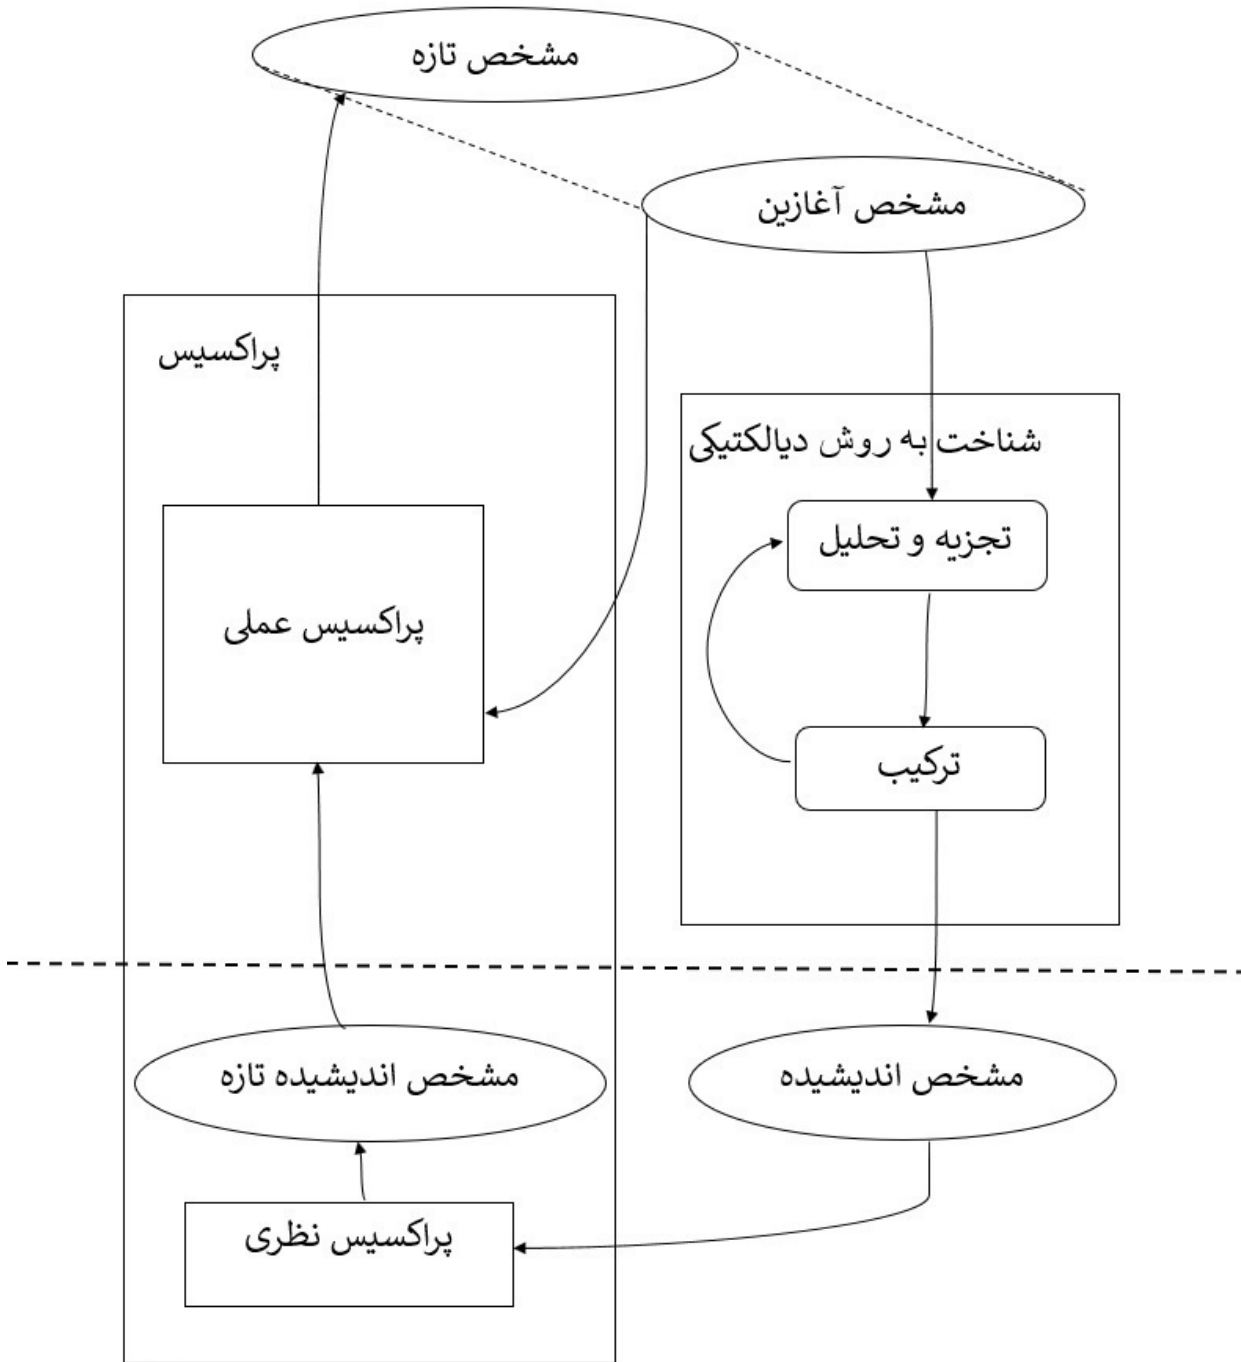 مشخص تازه
مشخص آغازین
پراکسیس
شناخت به روش دیالکتیکی
تجزیه و تحلیل
پراکسیس عملی
ترکیب
مشخص اندیشیده
مشخص اندیشیده تازه
پراکسیس نظری